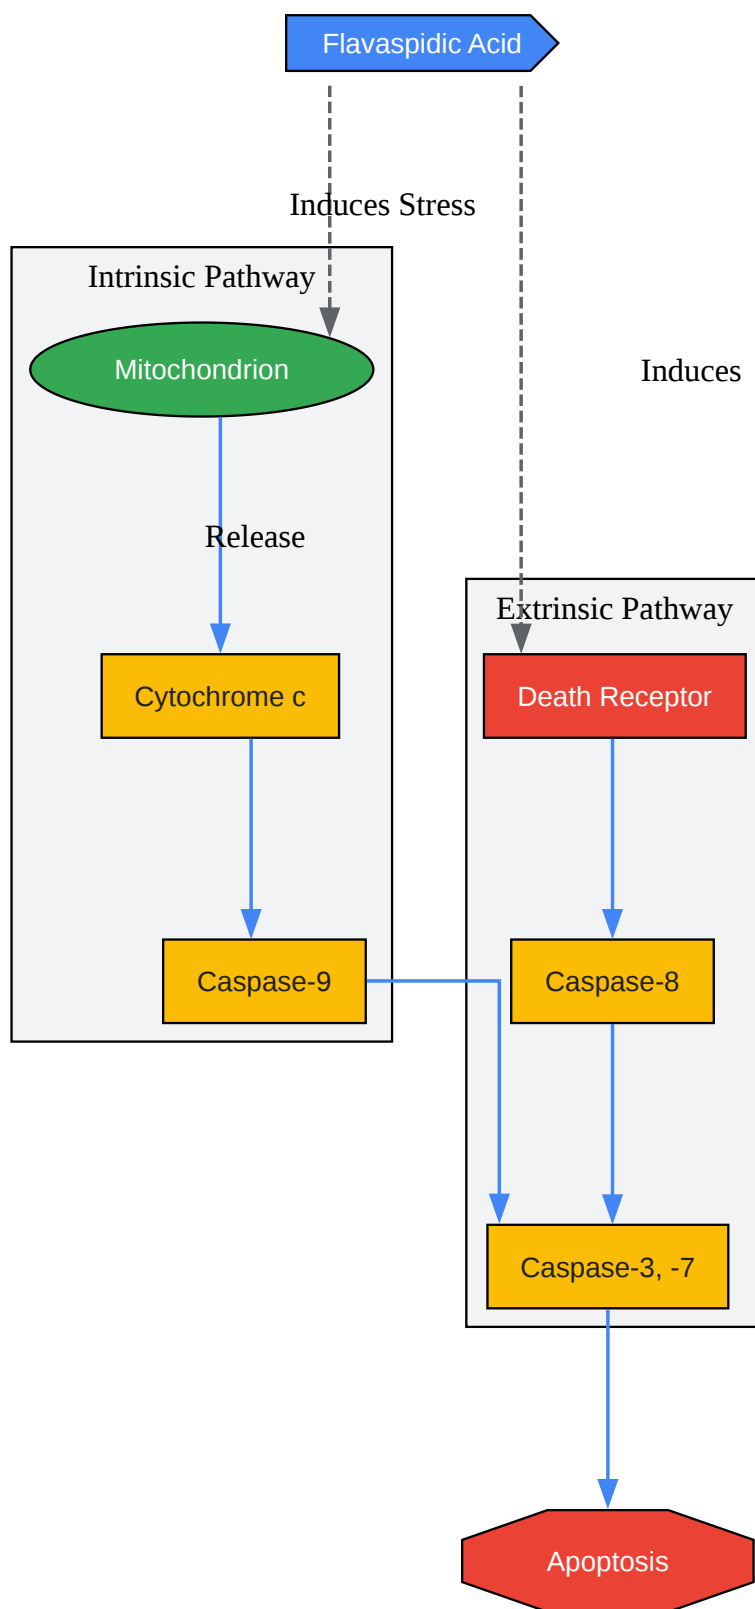 Flavaspidic Acid
Induces Stress
Intrinsic Pathway
Mitochondrion
Induces
Release
Extrinsic Pathway
Cytochrome c
Death Receptor
Caspase-9
Caspase-8
Caspase-3, -7
Apoptosis